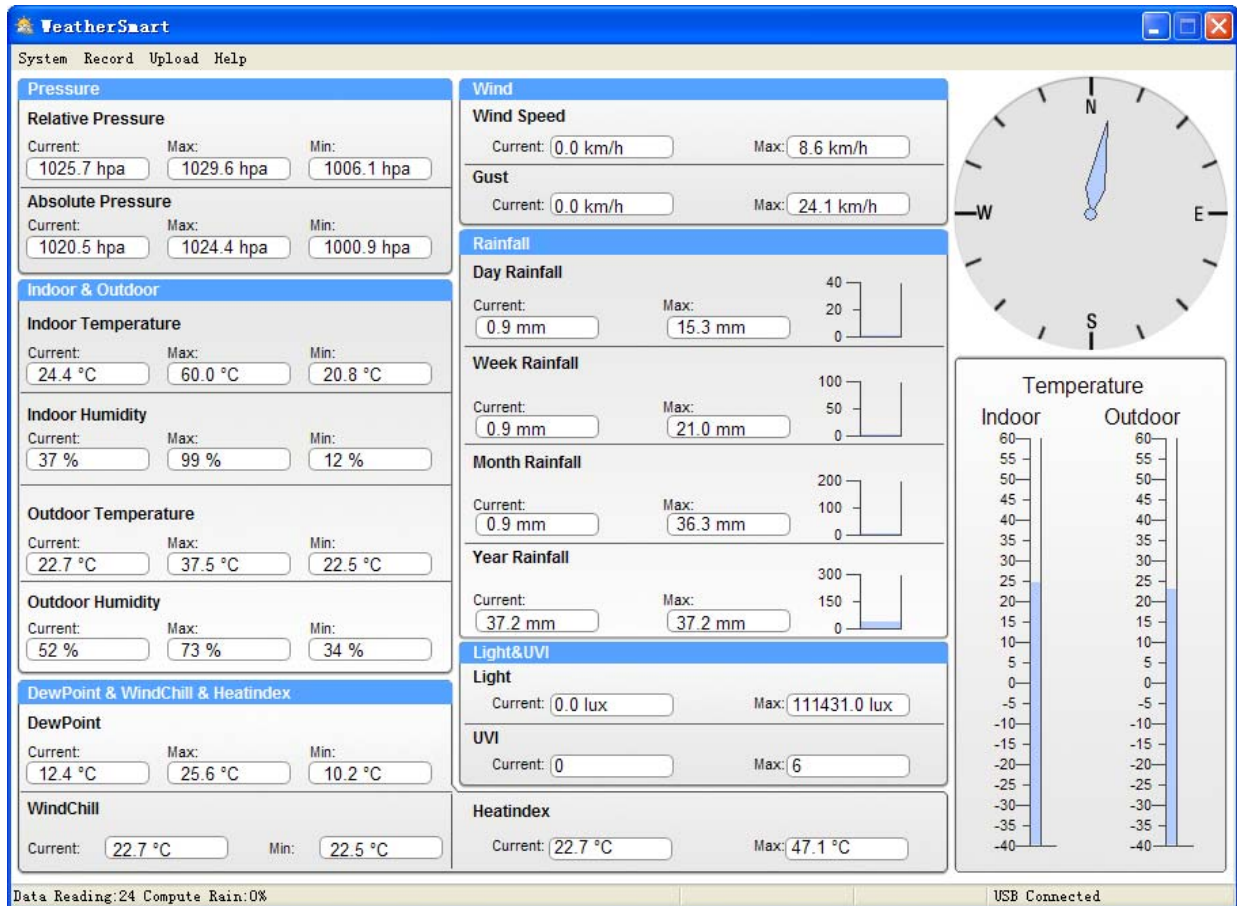 WeatherSmart
System Record Upload Help
Pressure
Relative Pressure
Current: Max: Min:
1025.7 hpa 1029.6 hpa 1006.1 hpa
Absolute Pressure
Current: Max: Min:
1020.5 hpa 1024.4 hpa 1000.9 hpa
Indoor & Outdoor
Indoor Temperature
Current: Max: Min:
24.4 °C 60.0 °C 20.8 °C
Indoor Humidity
Current: Max: Min:
37 % 99 % 12 %
Outdoor Temperature
Current: Max: Min:
22.7 °C 37.5 °C 22.5 °C
Outdoor Humidity
Current: Max: Min:
52 % 73 % 34 %
DewPoint & WindChill & Heatindex
DewPoint
Current: Max: Min:
12.4 °C 25.6 °C 10.2 °C
WindChill
Current: 22.7 °C Min: 22.5 °C
Wind
Wind Speed
Current: 0.0 km/h Max: 8.6 km/h
Gust
Current: 0.0 km/h Max: 24.1 km/h
Rainfall
Day Rainfall
40
Current: Max: 20
0.9 mm 15.3 mm 0
Week Rainfall
100
Current: Max: 50
0.9 mm 21.0 mm 0
Month Rainfall
200
Current: Max: 100
0.9 mm 36.3 mm 0
Year Rainfall
300
Current: Max: 150
37.2 mm 37.2 mm 0
Light&UVI
Light
Current: 0.0 lux Max: 111431.0 lux
UVI
Current: 0 Max: 6
Heatindex
Current: 22.7 °C Max: 47.1 °C
N
W E
S
Temperature
Indoor Outdoor
60 60
55 55
50 50
45 45
40 40
35 35
30 30
25 25
20 20
15 15
10 10
5 5
0 0
-5 -5
-10 -10
-15 -15
-20 -20
-25 -25
-30 -30
-35 -35
-40 -40
Data Reading:24 Compute Rain:0% USB Connected